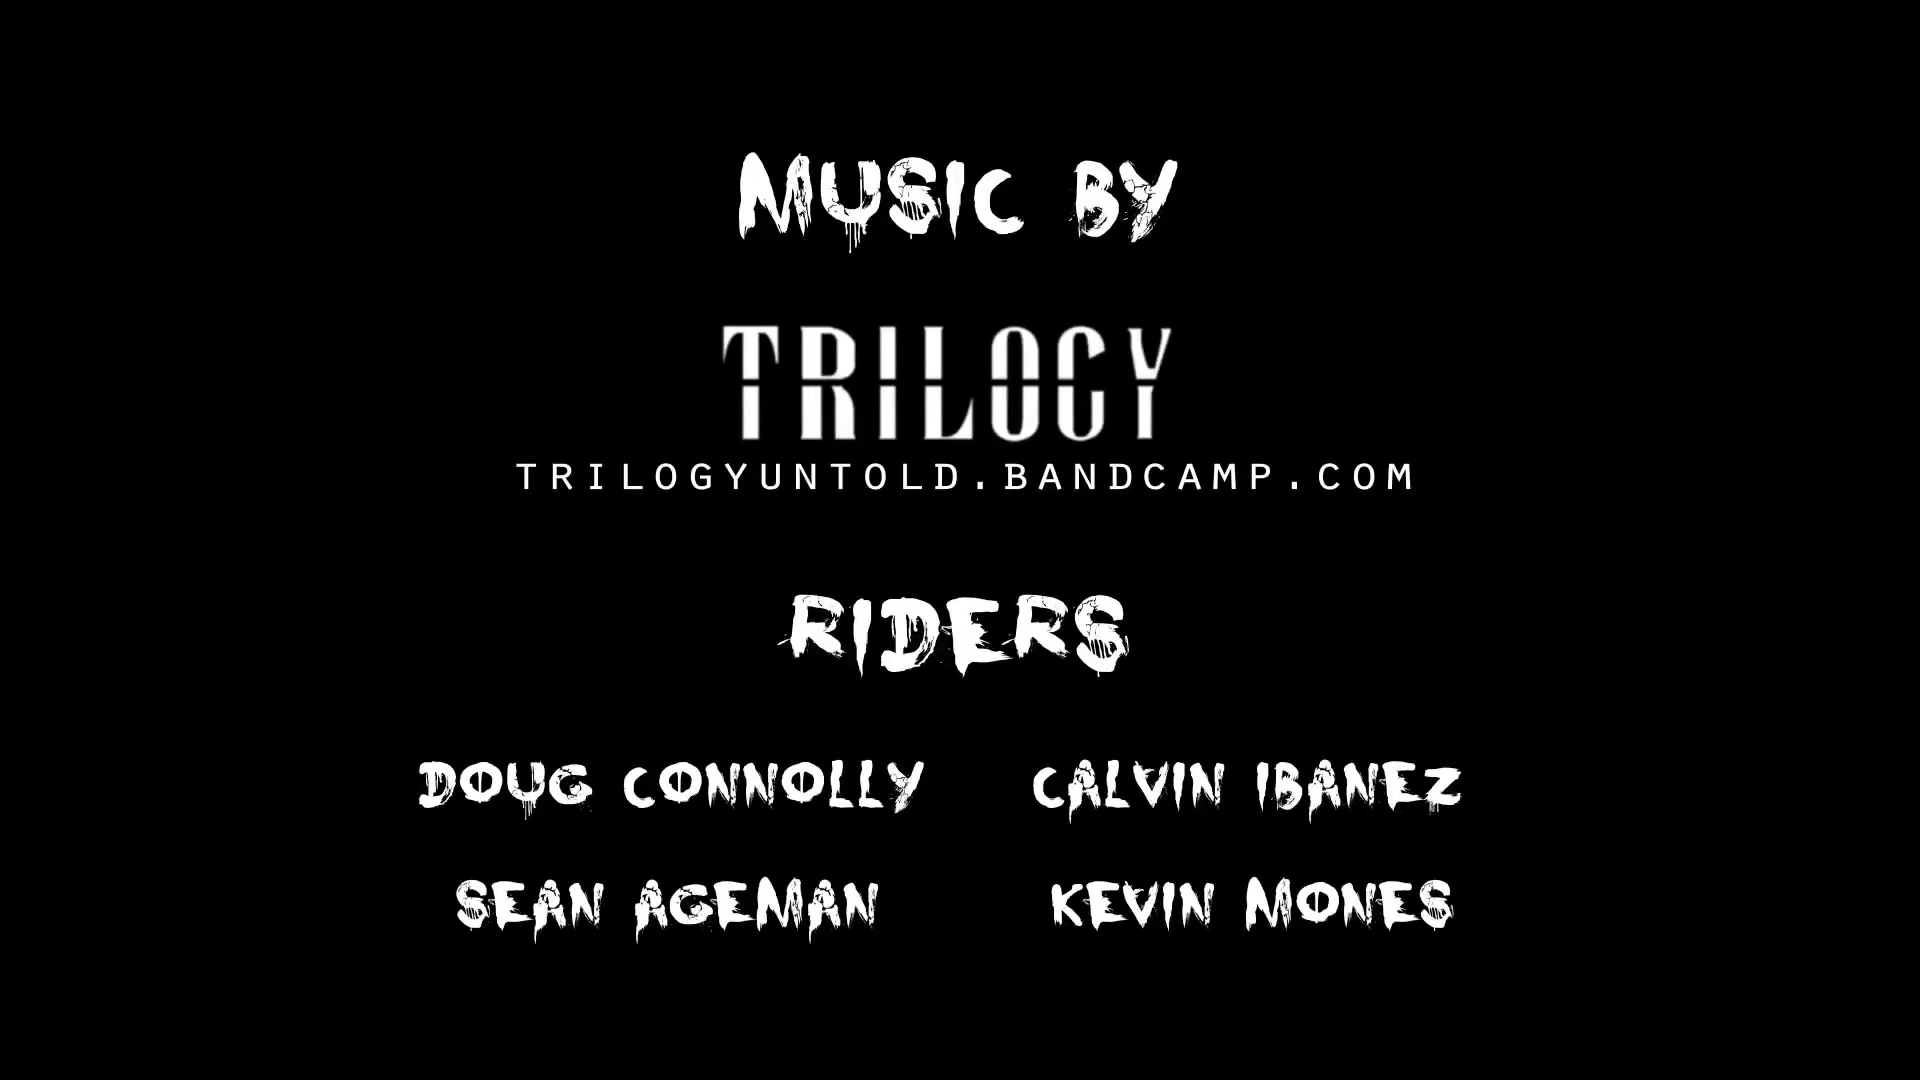 MUSIC BY
TRILOGY
TRILOGYUNTOLD.BANDCAMP.COM
RIDERS
DOUG CONNOLLY CALVIN IBANEZ
SEAN AGEMAN KEVIN MONES